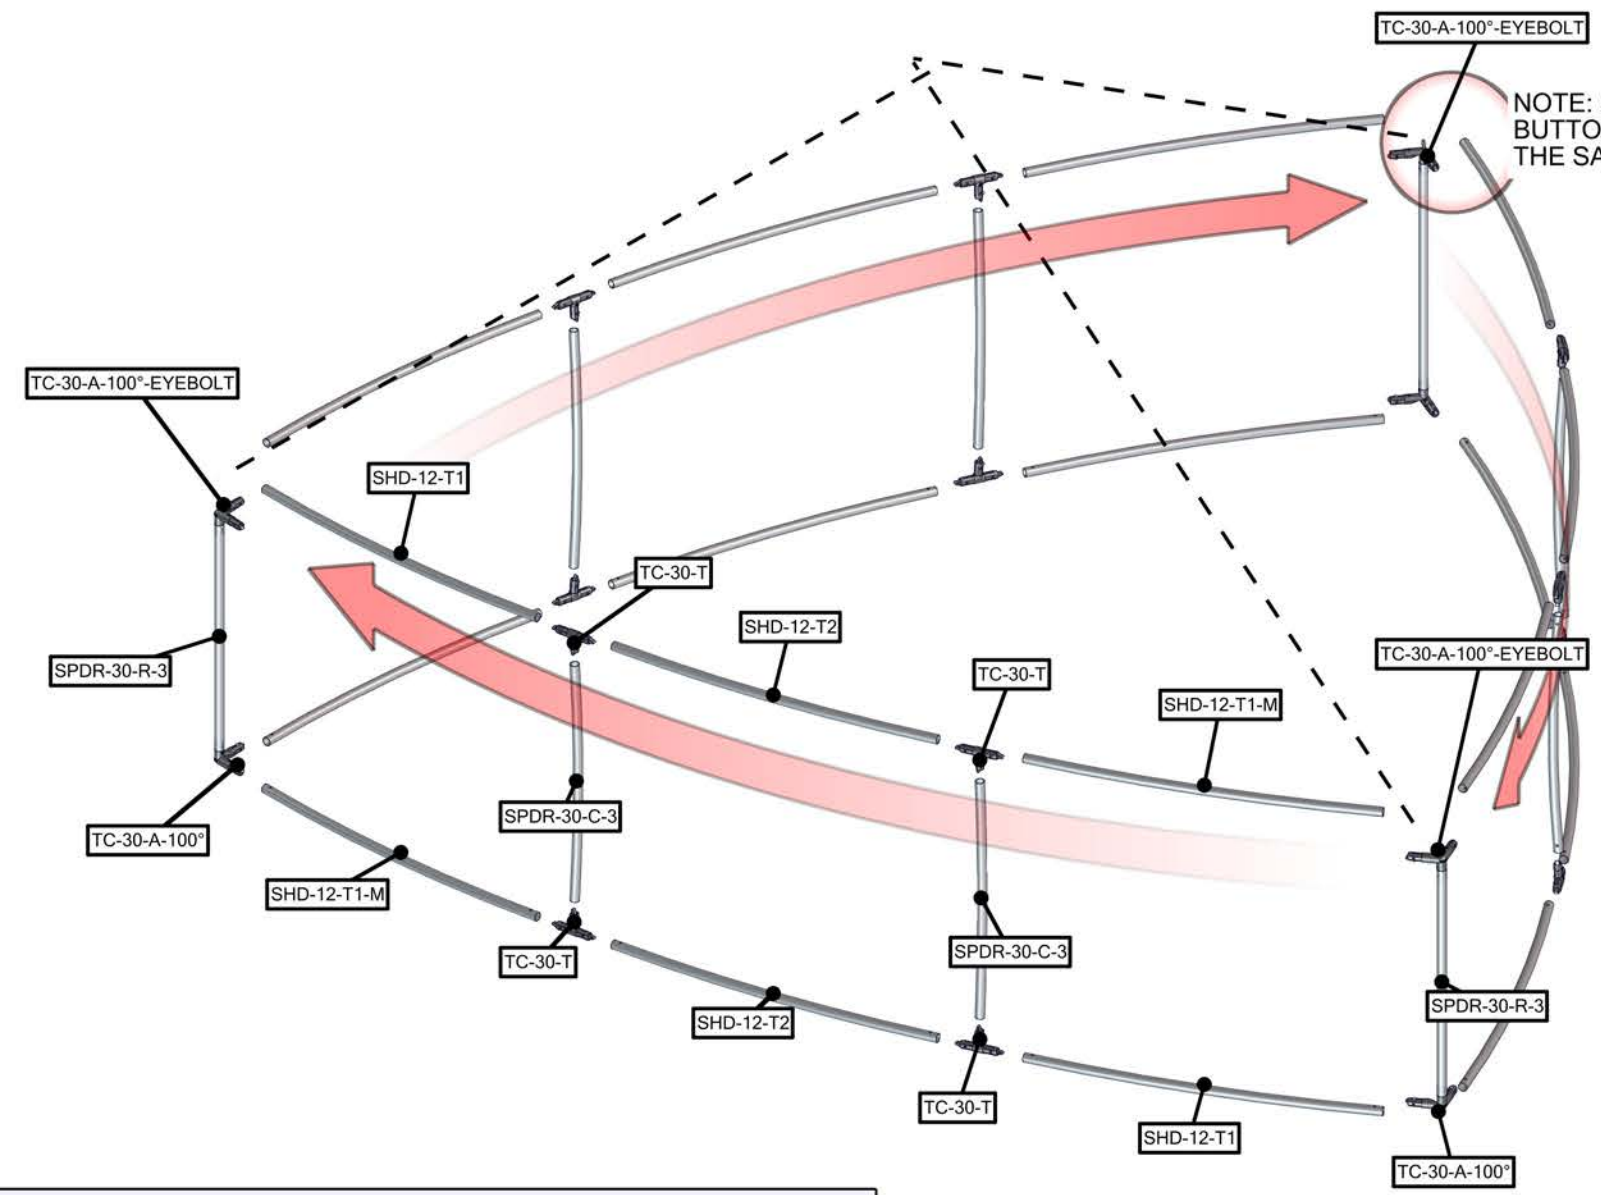 TC-30-A-100°-EYEBOLT
NOTE:
BUTTO
THE SA
TC-30-A-100°-EYEBOLT
SHD-12-T1
TC-30-T
SHD-12-T2
TC-30-A-100°-EYEBOLT
SPDR-30-R-3
TC-30-T
SHD-12-T1-M
SPDR-30-C-3
TC-30-A-100°
SHD-12-T1-M
SPDR-30-C-3
TC-30-T
SPDR-30-R-3
SHD-12-T2
TC-30-T
SHD-12-T1
TC-30-A-100°